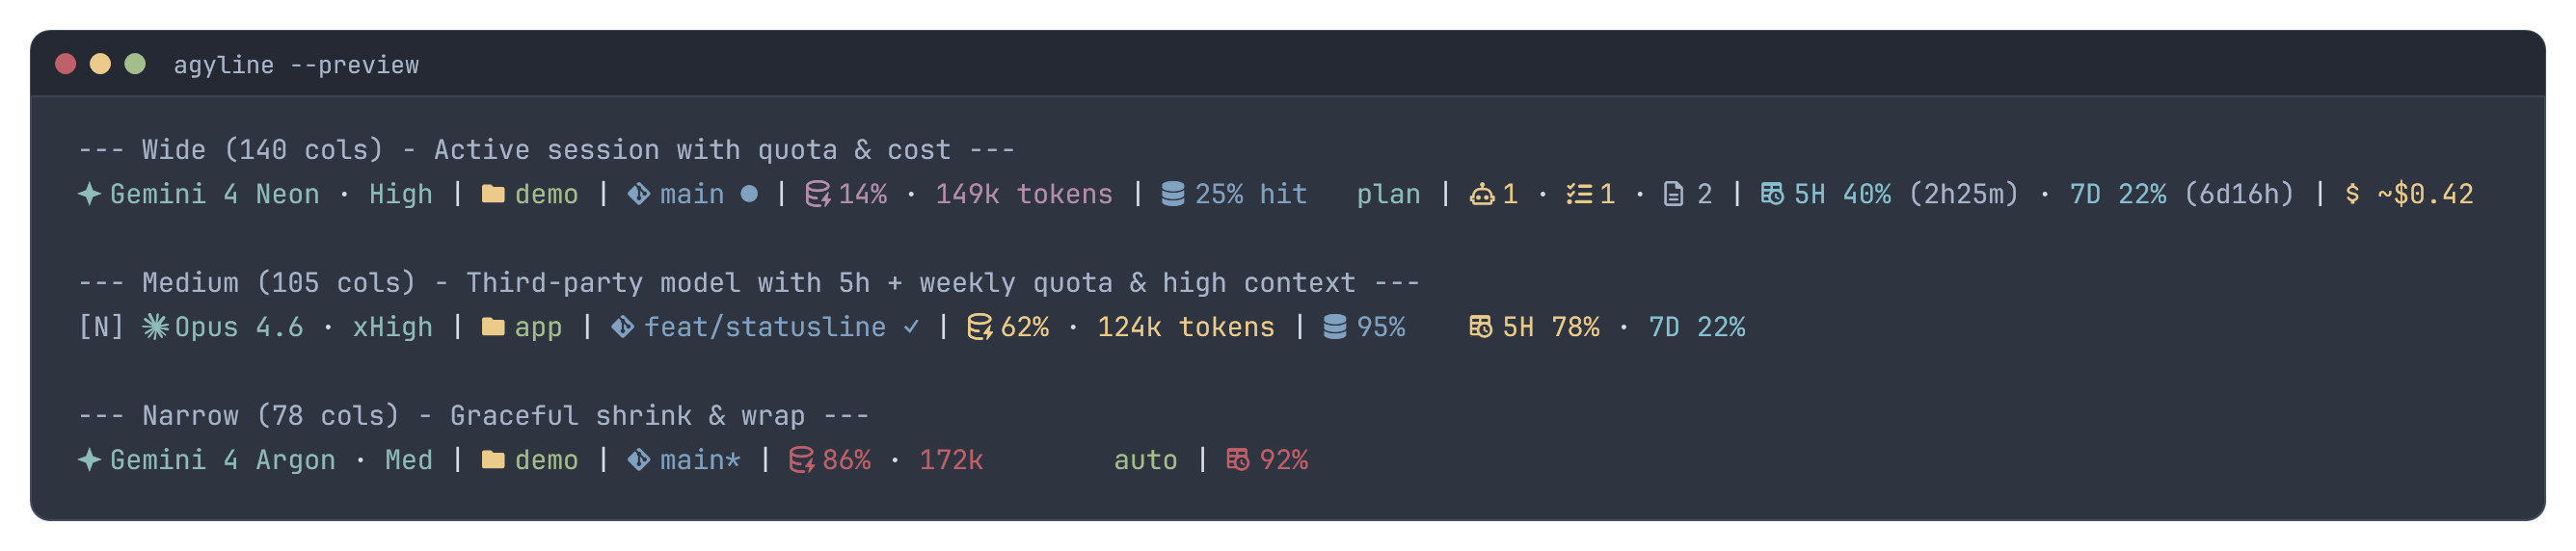 agyline --preview
--- Wide (140 cols) - Active session with quota & cost ---
Gemini 4 Neon · High | demo | main ● | 14% · 149k tokens | 25% hit plan | 1 · 1 · 2 | 5H 40% (2h25m) · 7D 22% (6d16h) | $ ~$0.42
--- Medium (105 cols) - Third-party model with 5h + weekly quota & high context ---
[N] Opus 4.6 · xHigh | app | feat/statusline ✓ | 62% · 124k tokens | 95% 5H 78% · 7D 22%
--- Narrow (78 cols) - Graceful shrink & wrap ---
Gemini 4 Argon · Med | demo | main* | 86% · 172k auto | 92%